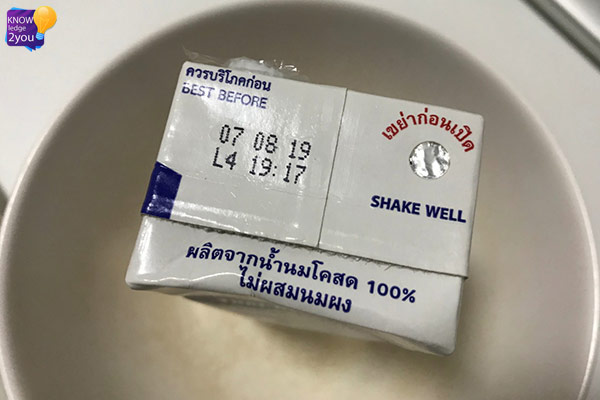 KNOW
ledge
2you
ควรบริโภคก่อน
BEST BEFORE
07 08 19
L4 19:17
เขย่าก่อนเปิด
SHAKE WELL
ผลิตจากน้ำนมโคสด 100%
ไม่ผสมนมผง